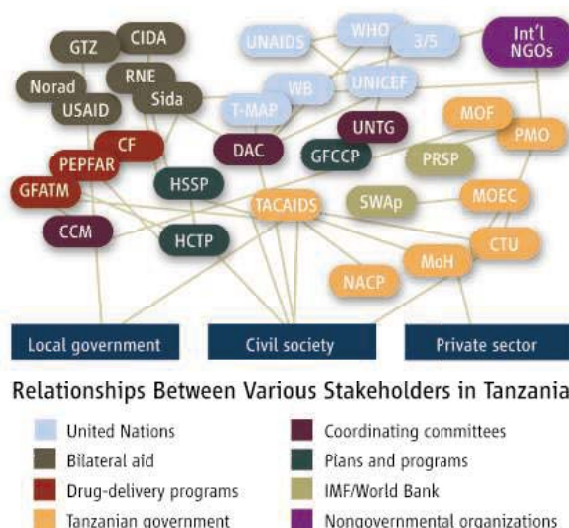 GTZ
CIDA
UNAIDS
WHO
3/5
Int'l
NGOs
Norad
RNE
USAID
Sida
WB
UNICEF
T-MAP
MOF
PMO
CF
PEPFAR
DAC
UNTG
GFCCP
PRSP
GFATM
HSSP
TACAIDS
SWAp
MOEC
CCM
HCTP
CTU
MoH
NACP
Local government
Civil society
Private sector
Relationships Between Various Stakeholders in Tanzania
United Nations
Bilateral aid
Drug-delivery programs
Tanzanian government
Coordinating committees
Plans and programs
IMF/World Bank
Nongovernmental organizations